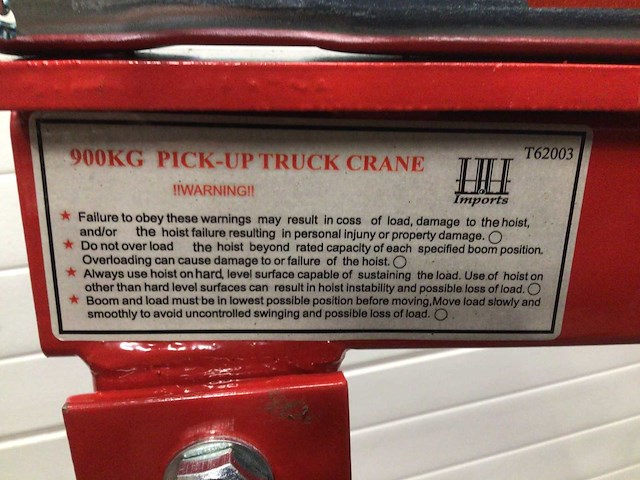 900KG PICK-UP TRUCK CRANE
T62003
H,H
Imports
!!WARNING!!
★ Failure to obey these warnings may result in coss of load, damage to the hoist,
and/or the hoist failure resulting in personal injuny or property damage. ○
★ Do not over load the hoist beyond rated capacity of each specified boom position.
Overloading can cause damage to or failure of the hoist. ○
★ Always use hoist on hard, level surface capable of sustaining the load. Use of hoist on
other than hard level surfaces can result in hoist instability and possible loss of load. ○
★ Boom and load must be in lowest possible position before moving,Move load slowly and
smoothly to avoid uncontrolled swinging and possible loss of load. ○